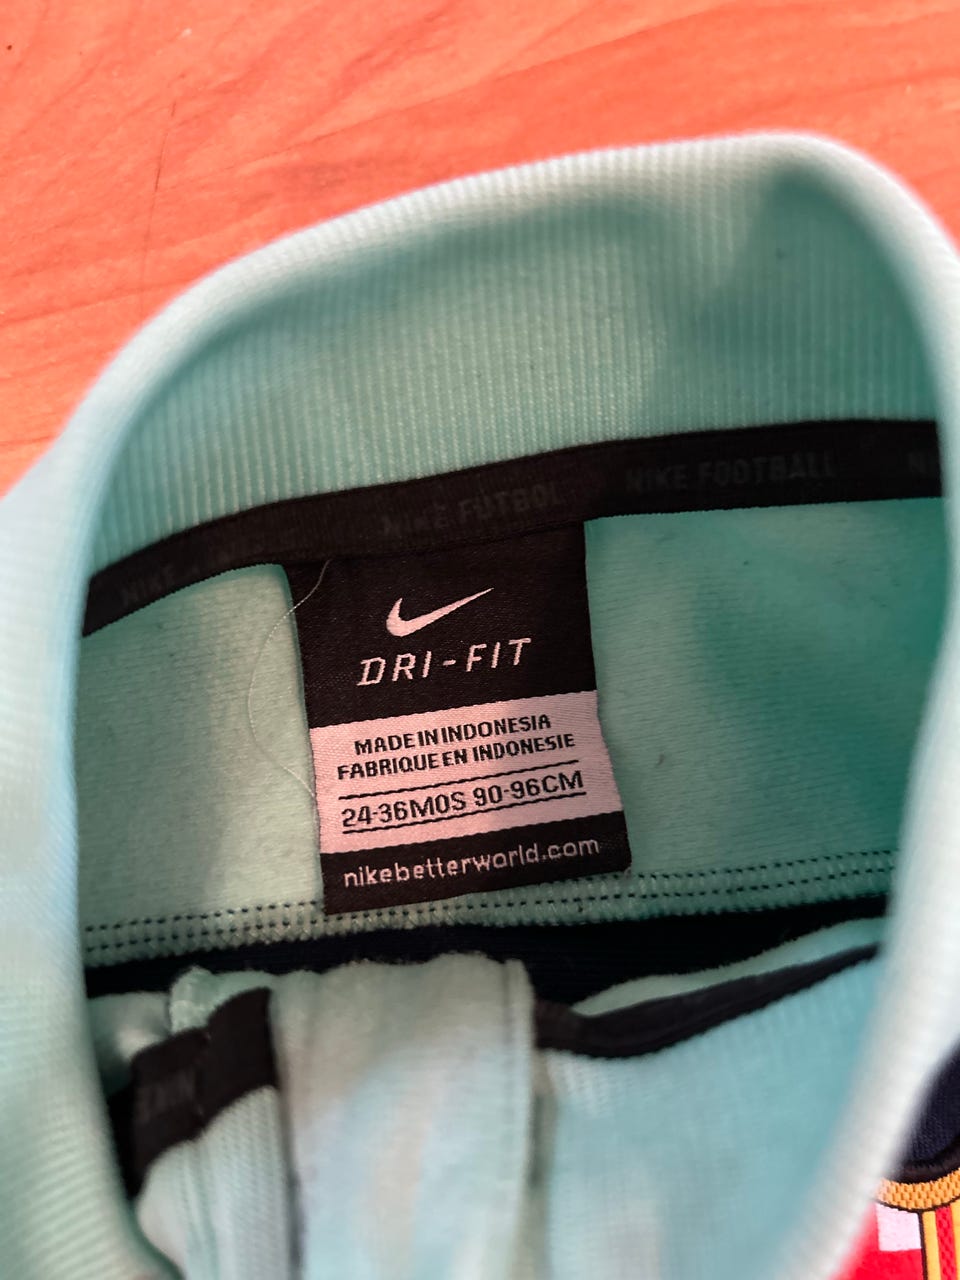 NIKE FUTBOL NIKE FOOTBALL
DRI-FIT
MADE IN INDONESIA
FABRIQUE EN INDONESIE
24-36MOS 90-96CM
nikebetterworld.com